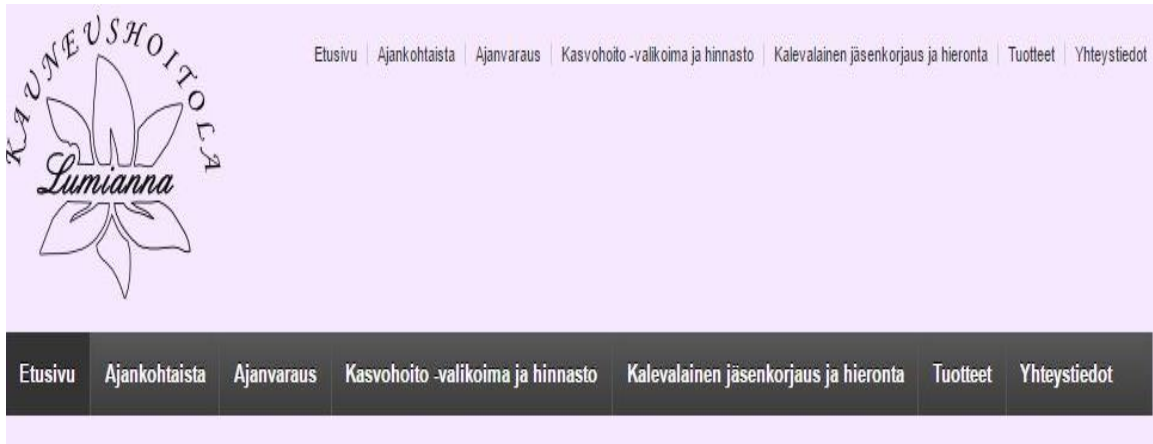 KAUNEUSHOITOLA
Lumianna
Etusivu Ajankohtaista Ajanvaraus Kasvohoito -valikoima ja hinnasto Kalevalainen jäsenkorjaus ja hieronta Tuotteet Yhteystiedot
Etusivu Ajankohtaista Ajanvaraus Kasvohoito -valikoima ja hinnasto Kalevalainen jäsenkorjaus ja hieronta Tuotteet Yhteystiedot